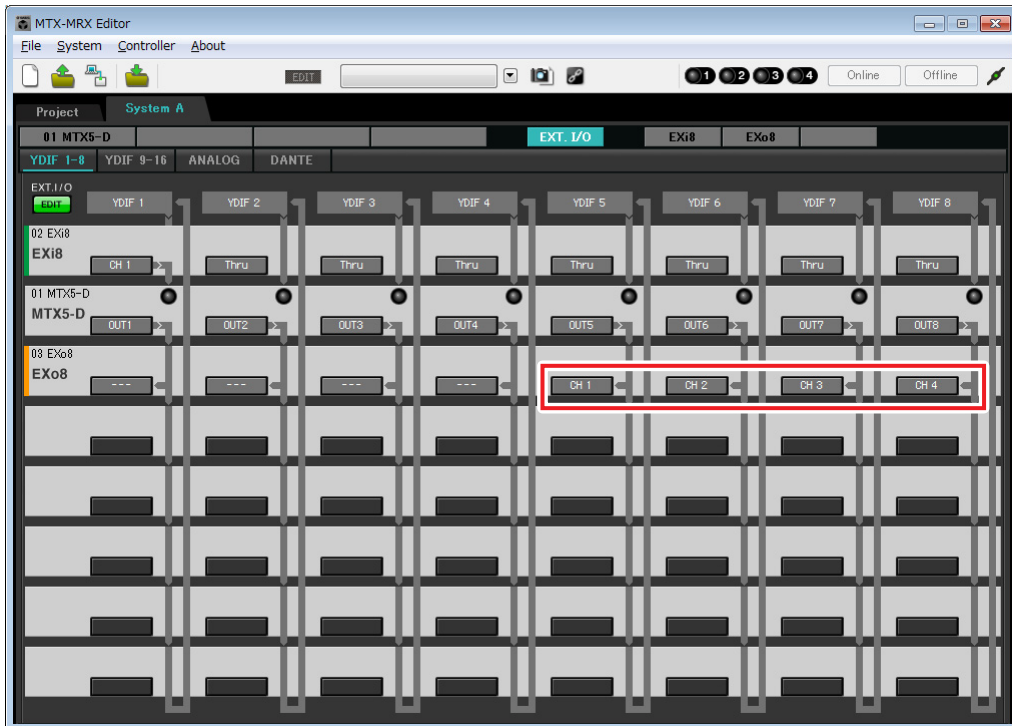 MTX-MRX Editor
File System Controller About
EDIT 1 2 3 4 Online Offline
Project System A
01 MTX5-D EXT. I/O EXi8 EXo8
YDIF 1-8 YDIF 9-16 ANALOG DANTE
EXT.I/O
EDIT YDIF 1 YDIF 2 YDIF 3 YDIF 4 YDIF 5 YDIF 6 YDIF 7 YDIF 8
02 EXi8
EXi8
CH 1 Thru Thru Thru Thru Thru Thru Thru
01 MTX5-D
MTX5-D
OUT1 OUT2 OUT3 OUT4 OUT5 OUT6 OUT7 OUT8
03 EXo8
EXo8
--- --- --- --- CH 1 CH 2 CH 3 CH 4